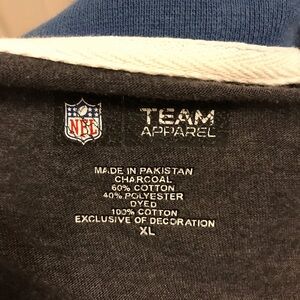 NFL
TEAM
APPAREL
MADE IN PAKISTAN
CHARCOAL
60% COTTON
40% POLYESTER
DYED
100% COTTON
EXCLUSIVE OF DECORATION
XL